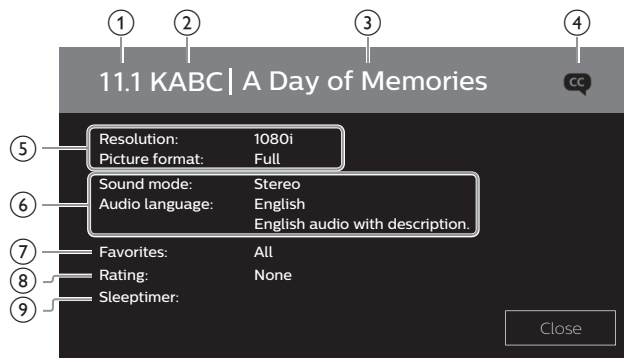 1 2 3 4
11.1 KABC | A Day of Memories CC
5 Resolution: 1080i
Picture format: Full
6 Sound mode: Stereo
Audio language: English
English audio with description.
7 Favorites: All
8 Rating: None
9 Sleeptimer:
Close